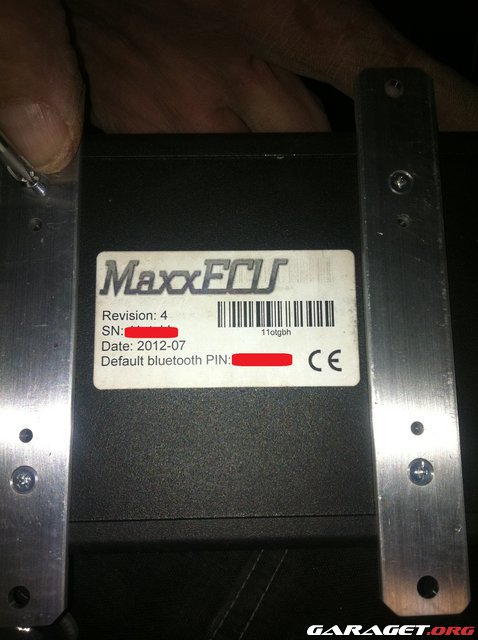 MaxxECU
Revision: 4
SN:
11otgbh
Date: 2012-07
Default bluetooth PIN:
CE
GARAGET.ORG